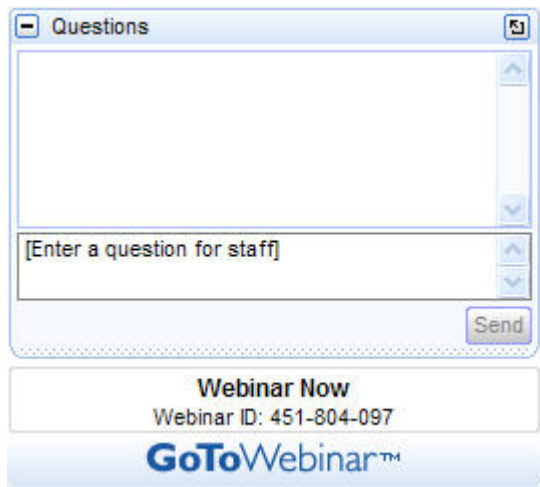 Questions
[Enter a question for staff]
Send
Webinar Now
Webinar ID: 451-804-097
GoToWebinar™